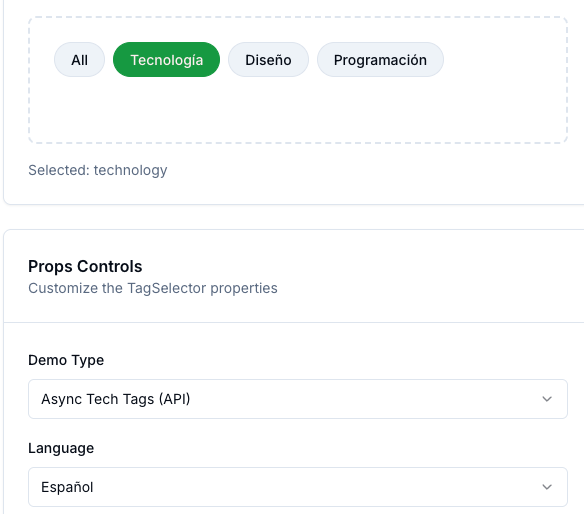 All Tecnología Diseño Programación
Selected: technology
Props Controls
Customize the TagSelector properties
Demo Type
Async Tech Tags (API)
Language
Español